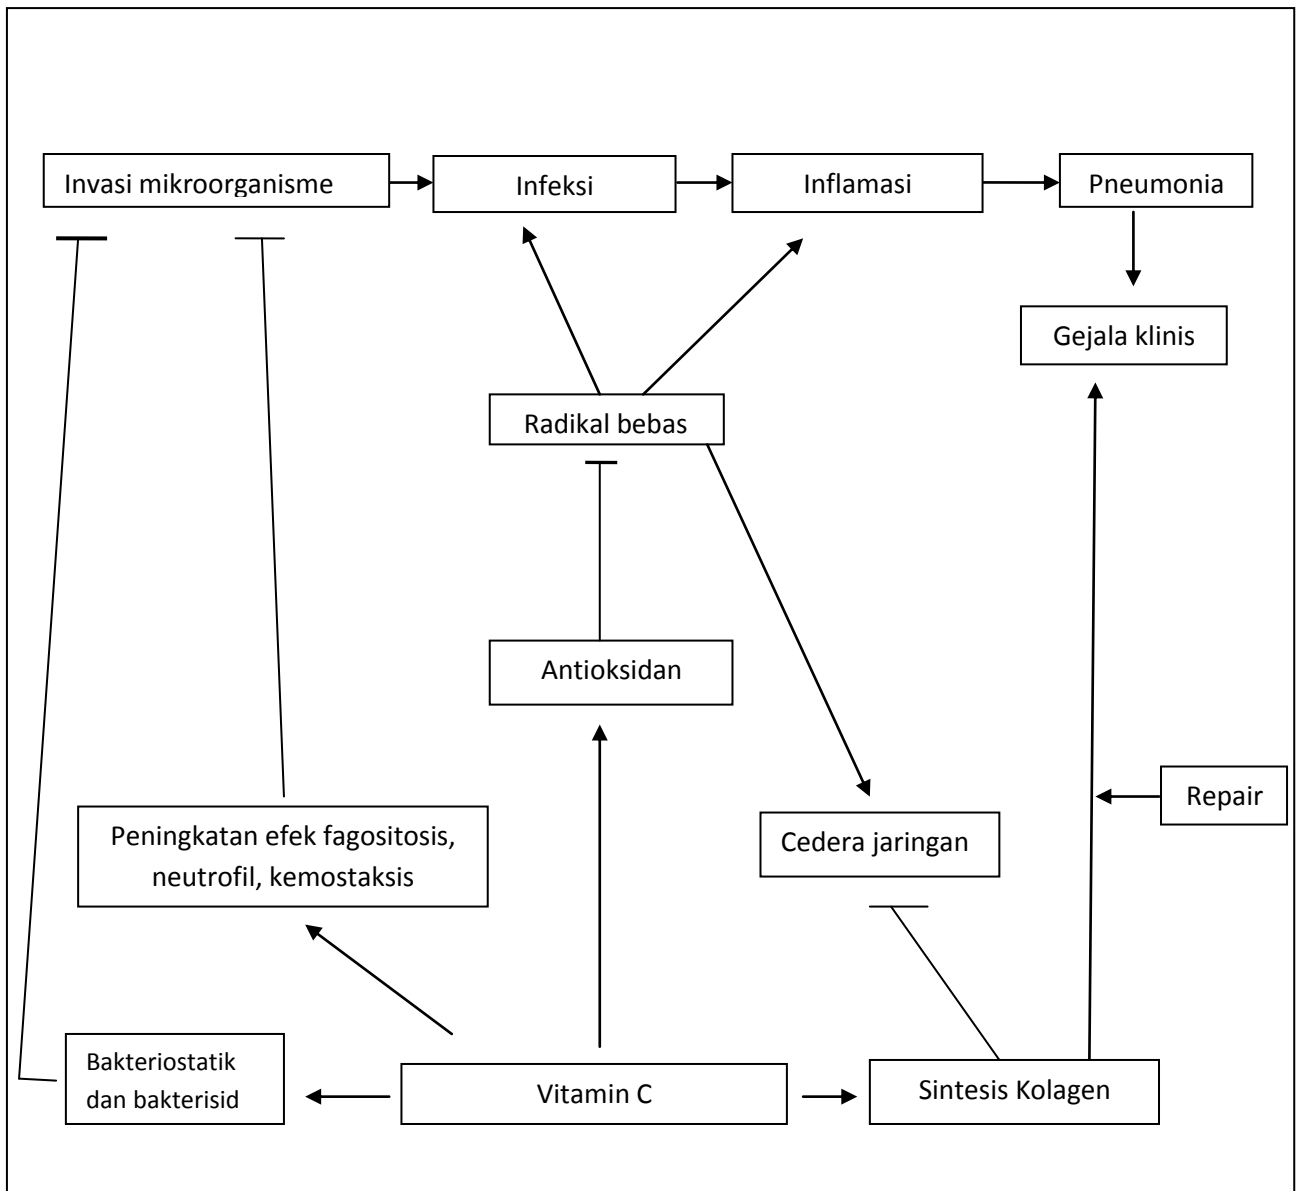 Invasi mikroorganisme
Infeksi
Inflamasi
Pneumonia
Gejala klinis
Radikal bebas
Antioksidan
Repair
Peningkatan efek fagositosis,
neutrofil, kemostaksis
Cedera jaringan
Bakteriostatik
dan bakterisid
Vitamin C
Sintesis Kolagen